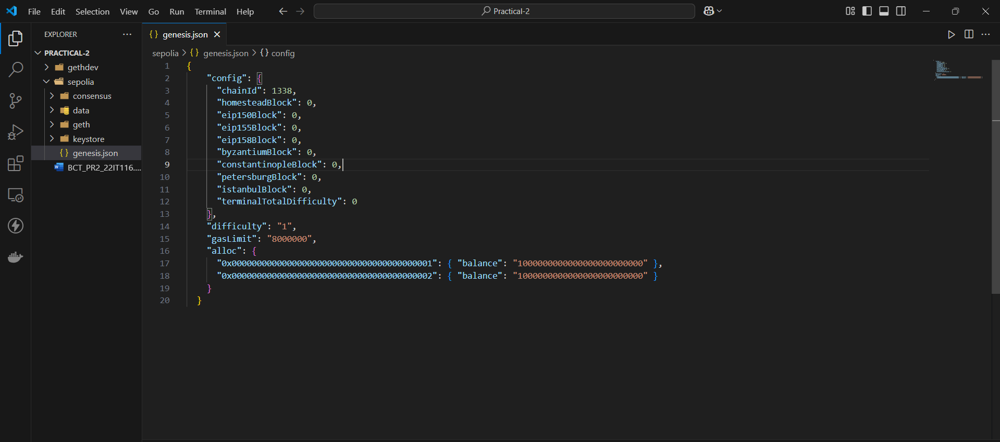 File Edit Selection View Go Run Terminal Help
Practical-2
EXPLORER
PRACTICAL-2
gethdev
sepolia
consensus
data
geth
keystore
genesis.json
BCT_PR2_22IT116....
genesis.json
sepolia > {} genesis.json > {} config
1 {
2 "config": {
3 "chainId": 1338,
4 "homesteadBlock": 0,
5 "eip150Block": 0,
6 "eip155Block": 0,
7 "eip158Block": 0,
8 "byzantiumBlock": 0,
9 "constantinopleBlock": 0,
10 "petersburgBlock": 0,
11 "istanbulBlock": 0,
12 "terminalTotalDifficulty": 0
13 },
14 "difficulty": "1",
15 "gasLimit": "8000000",
16 "alloc": {
17 "0x0000000000000000000000000000000000000001": { "balance": "1000000000000000000000000" },
18 "0x0000000000000000000000000000000000000002": { "balance": "1000000000000000000000000" }
19 }
20 }